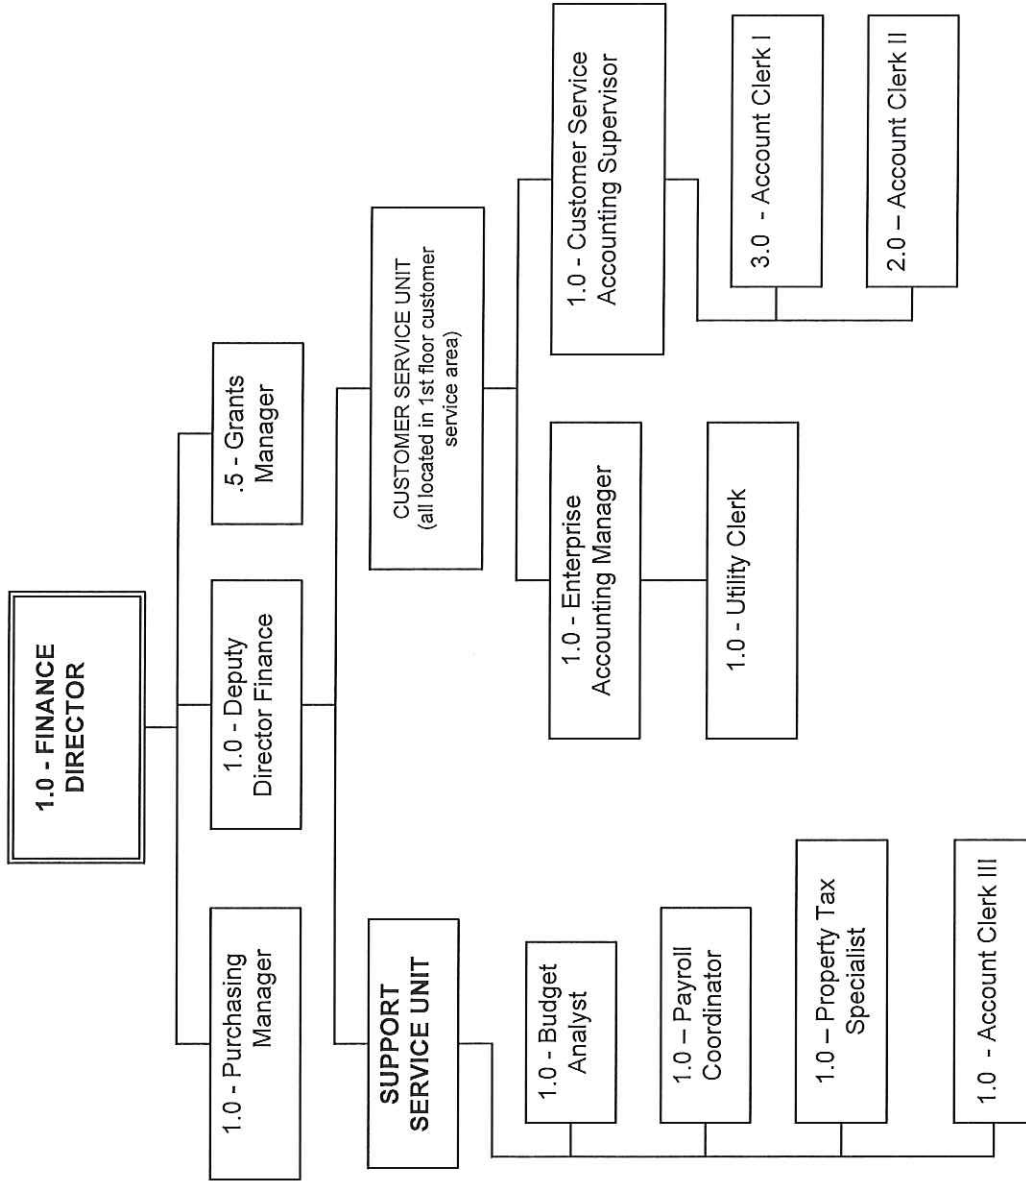 1.0 - FINANCE
DIRECTOR
1.0 - Purchasing
Manager
1.0 - Deputy
Director Finance
.5 - Grants
Manager
SUPPORT
SERVICE UNIT
CUSTOMER SERVICE UNIT
(all located in 1st floor customer
service area)
1.0 - Budget
Analyst
1.0 – Payroll
Coordinator
1.0 – Property Tax
Specialist
1.0 - Account Clerk III
1.0 - Enterprise
Accounting Manager
1.0 - Utility Clerk
1.0 - Customer Service
Accounting Supervisor
3.0 - Account Clerk I
2.0 – Account Clerk II